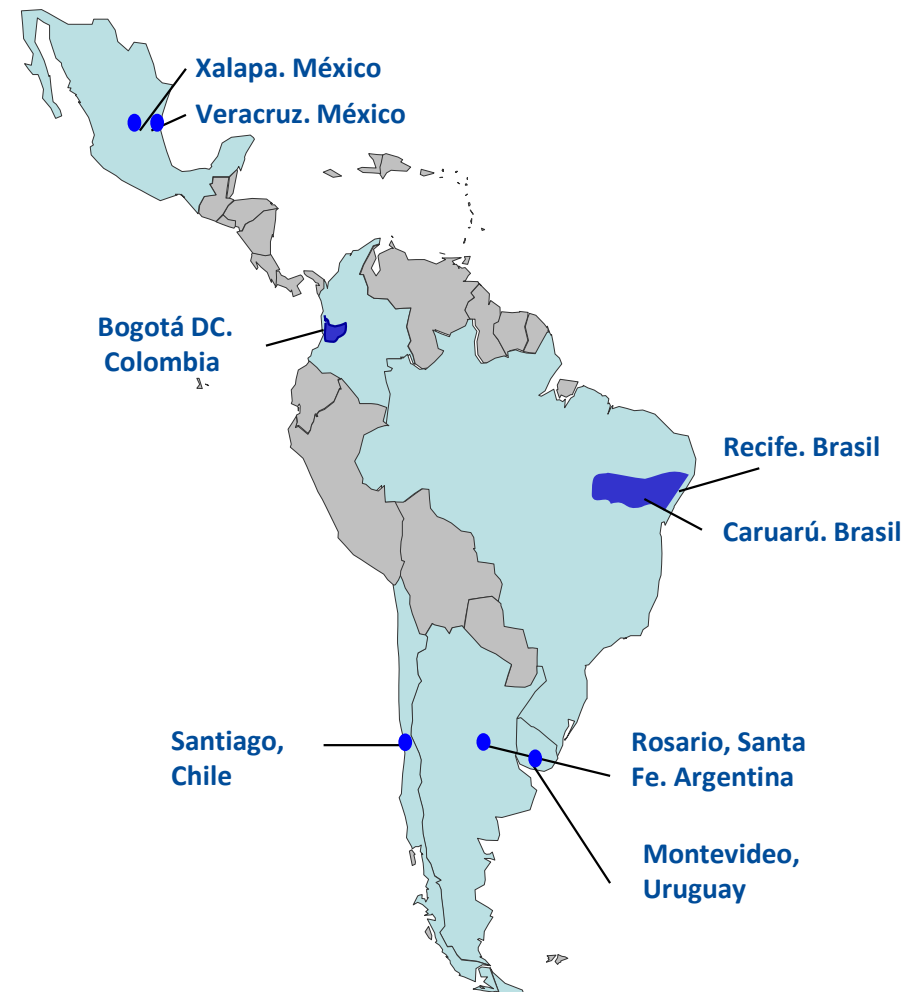 Xalapa. México
Veracruz. México
Bogotá DC.
Colombia
Recife. Brasil
Caruarú. Brasil
Santiago,
Chile
Rosario, Santa
Fe. Argentina
Montevideo,
Uruguay